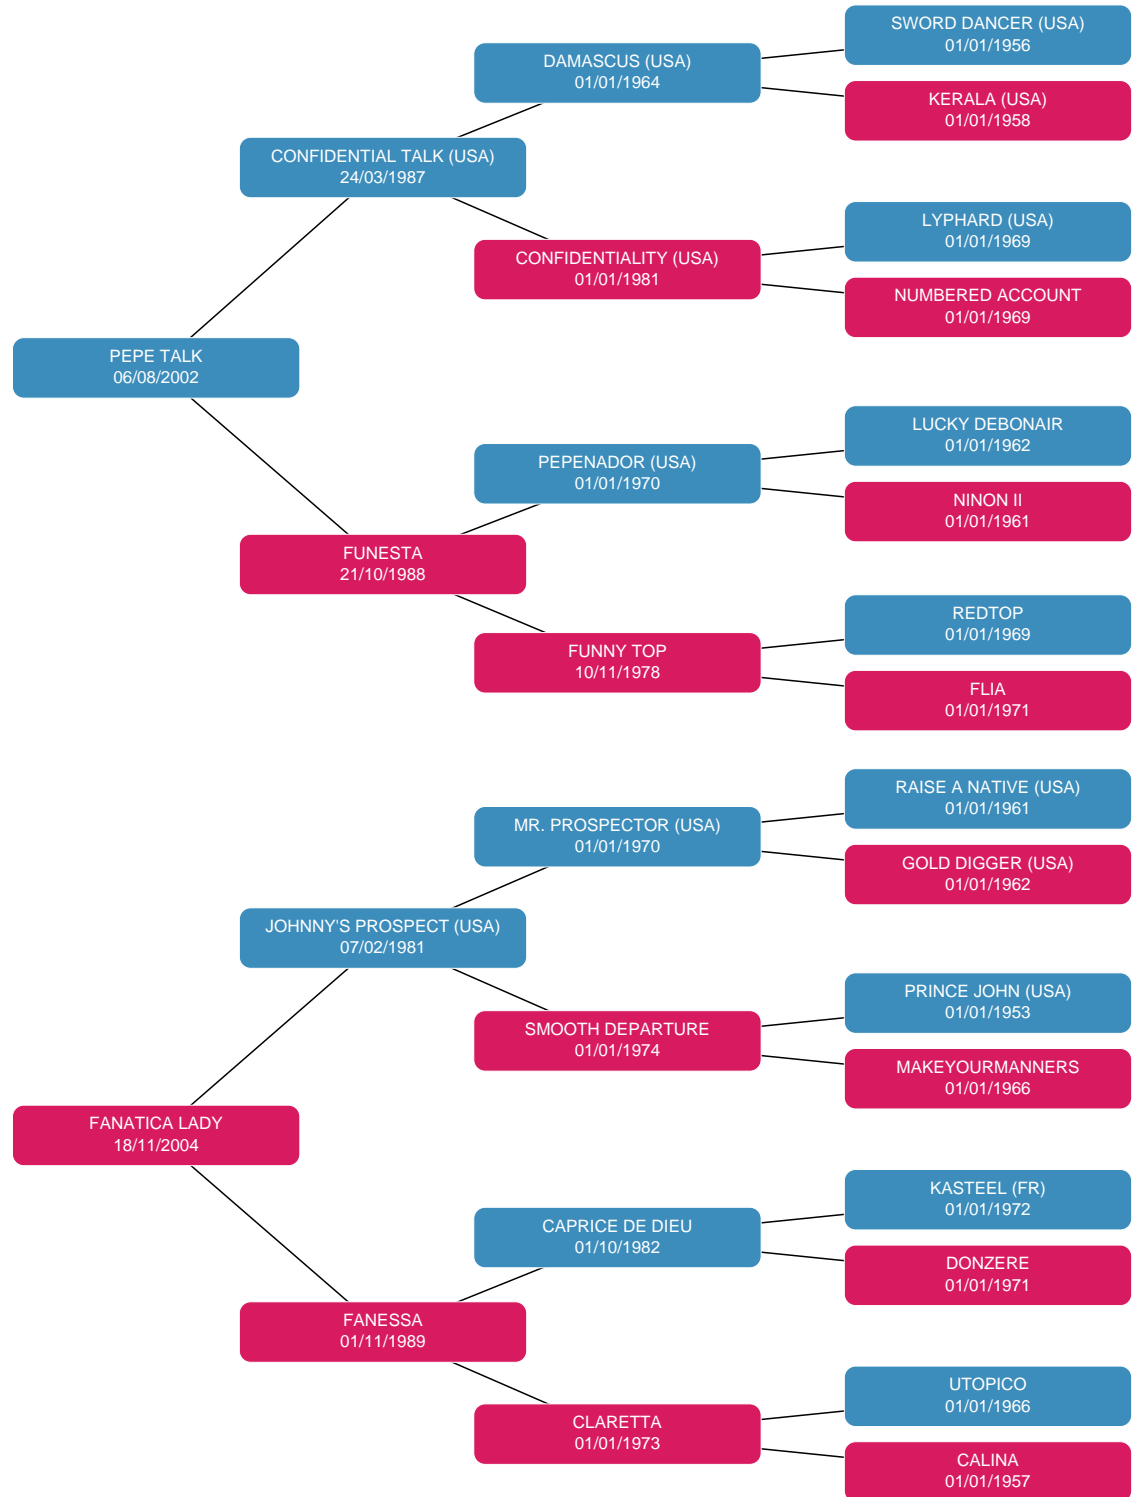 SWORD DANCER (USA)
01/01/1956
DAMASCUS (USA)
01/01/1964
KERALA (USA)
01/01/1958
CONFIDENTIAL TALK (USA)
24/03/1987
LYPHARD (USA)
01/01/1969
CONFIDENTIALITY (USA)
01/01/1981
NUMBERED ACCOUNT
01/01/1969
PEPE TALK
06/08/2002
LUCKY DEBONAIR
01/01/1962
PEPENADOR (USA)
01/01/1970
NINON II
01/01/1961
FUNESTA
21/10/1988
REDTOP
01/01/1969
FUNNY TOP
10/11/1978
FLIA
01/01/1971
RAISE A NATIVE (USA)
01/01/1961
MR. PROSPECTOR (USA)
01/01/1970
GOLD DIGGER (USA)
01/01/1962
JOHNNY'S PROSPECT (USA)
07/02/1981
PRINCE JOHN (USA)
01/01/1953
SMOOTH DEPARTURE
01/01/1974
MAKEYOURMANNERS
01/01/1966
FANATICA LADY
18/11/2004
KASTEEL (FR)
01/01/1972
CAPRICE DE DIEU
01/10/1982
DONZERE
01/01/1971
FANESSA
01/11/1989
UTOPICO
01/01/1966
CLARETTA
01/01/1973
CALINA
01/01/1957